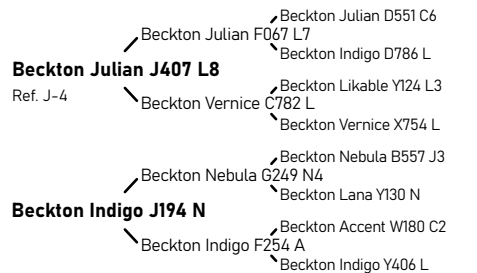 Beckton Julian D551 C6
Beckton Julian F067 L7
Beckton Indigo D786 L
Beckton Julian J407 L8
Ref. J-4
Beckton Likable Y124 L3
Beckton Vernice C782 L
Beckton Vernice X754 L
Beckton Nebula B557 J3
Beckton Nebula G249 N4
Beckton Lana Y130 N
Beckton Indigo J194 N
Beckton Accent W180 C2
Beckton Indigo F254 A
Beckton Indigo Y406 L